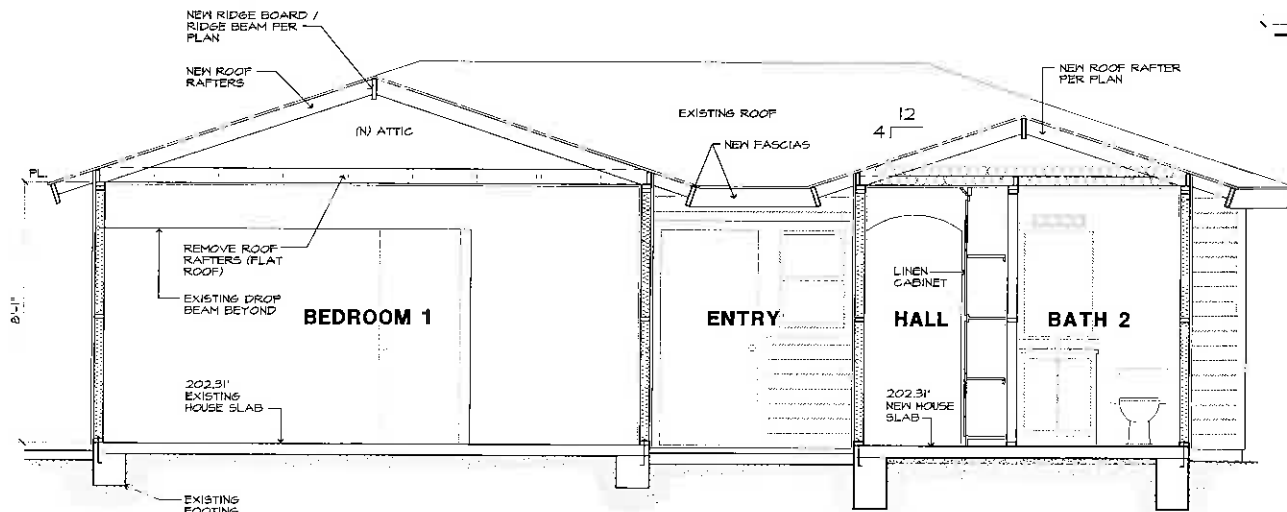 NEW RIDGE BOARD /
RIDGE BEAM PER
PLAN
NEW ROOF
RAFTERS
(N) ATTIC
EXISTING ROOF
NEW FASCIAS
12
4
NEW ROOF RAFTER
PER PLAN
PL.
8'-1"
REMOVE ROOF
RAFTERS (FLAT
ROOF)
EXISTING DROP
BEAM BEYOND
BEDROOM 1
ENTRY
LINEN
CABINET
HALL
BATH 2
202.31'
EXISTING
HOUSE SLAB
202.31'
NEW HOUSE
SLAB
EXISTING
FOOTING